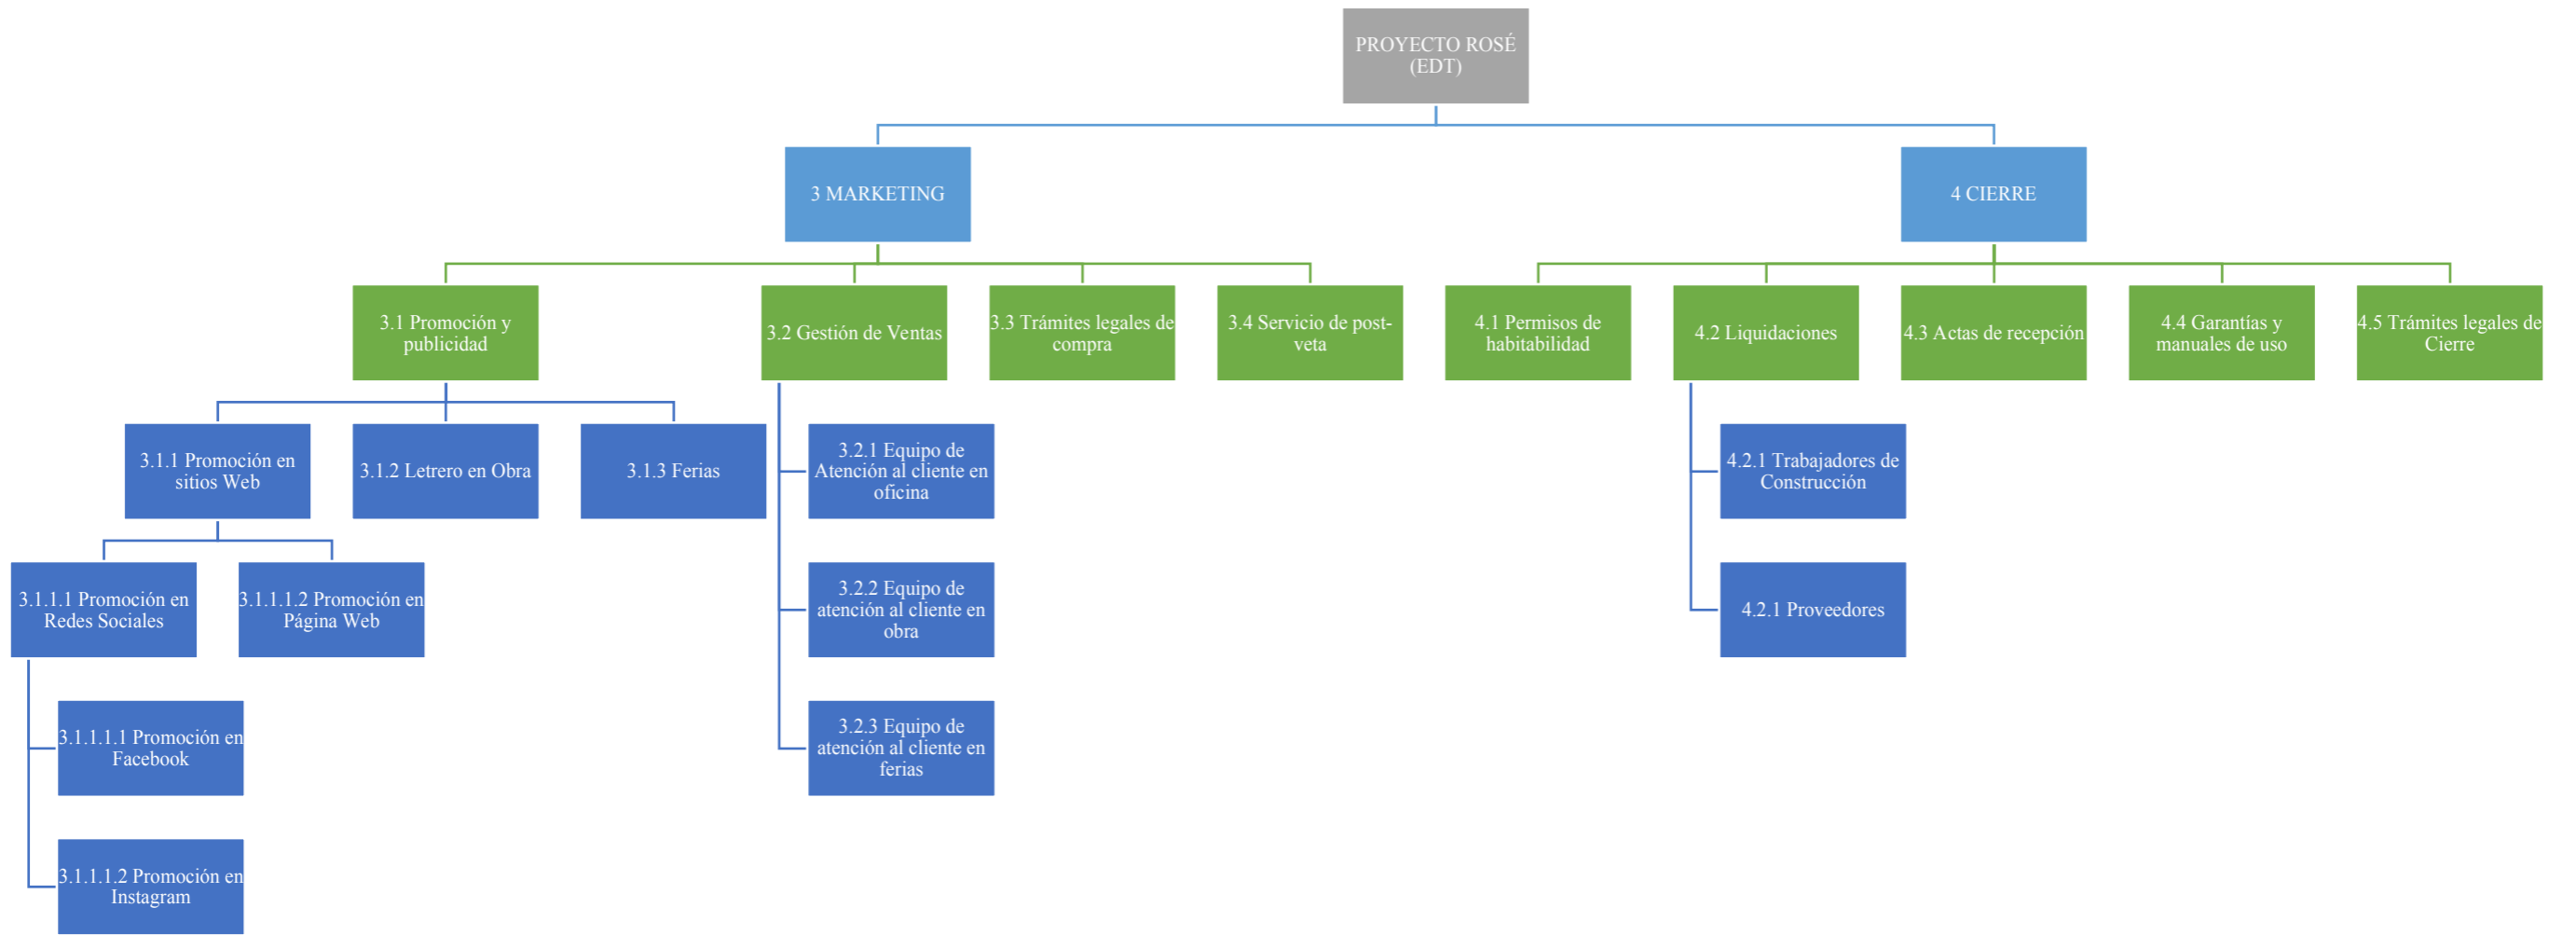 PROYECTO ROSÉ
(EDT)
3 MARKETING
4 CIERRE
3.1 Promoción y
publicidad
3.2 Gestión de Ventas
3.3 Trámites legales de
compra
3.4 Servicio de post-
veta
4.1 Permisos de
habitabilidad
4.2 Liquidaciones
4.3 Actas de recepción
4.4 Garantías y
manuales de uso
4.5 Trámites legales de
Cierre
3.1.1 Promoción en
sitios Web
3.1.2 Letrero en Obra
3.1.3 Ferias
3.2.1 Equipo de
Atención al cliente en
oficina
4.2.1 Trabajadores de
Construcción
3.1.1.1 Promoción en
Redes Sociales
3.1.1.1.2 Promoción en
Página Web
3.2.2 Equipo de
atención al cliente en
obra
4.2.1 Proveedores
3.1.1.1.1 Promoción en
Facebook
3.2.3 Equipo de
atención al cliente en
ferias
3.1.1.1.2 Promoción en
Instagram